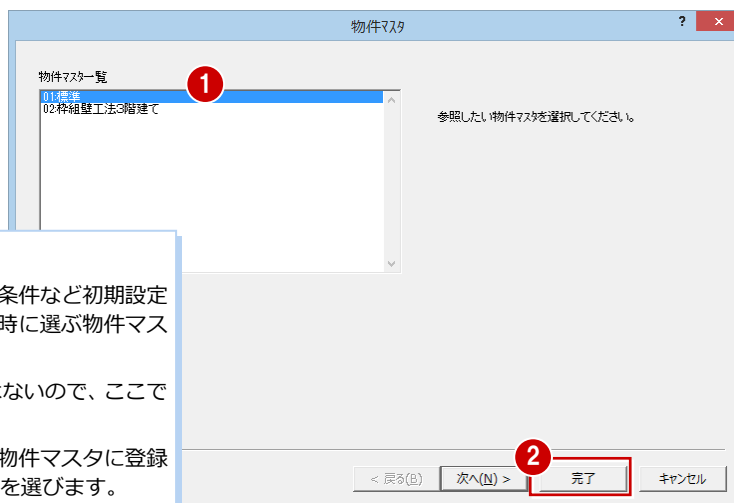 物件マスタ
? ×
物件マスタ一覧
1
01:標準
02:枠組壁工法3階建て
参照したい物件マスタを選択してください。
条件など初期設定
時に選ぶ物件マス
ないので、ここで
物件マスタに登録
を選びます。
2
< 戻る(B)
次へ(N) >
完了
キャンセル